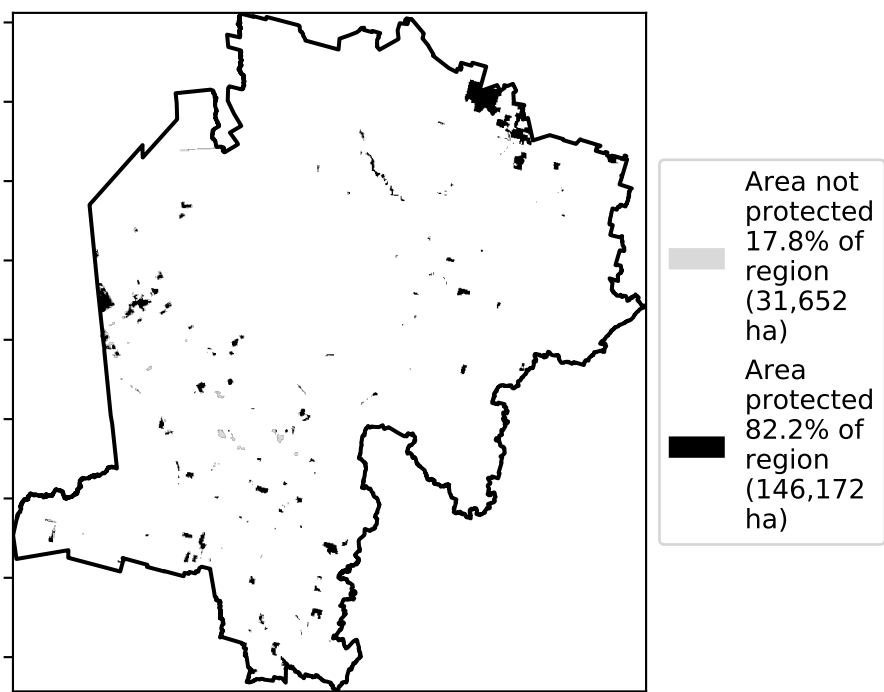 Area not
protected
17.8% of
region
(31,652
ha)
Area
protected
82.2% of
region
(146,172
ha)